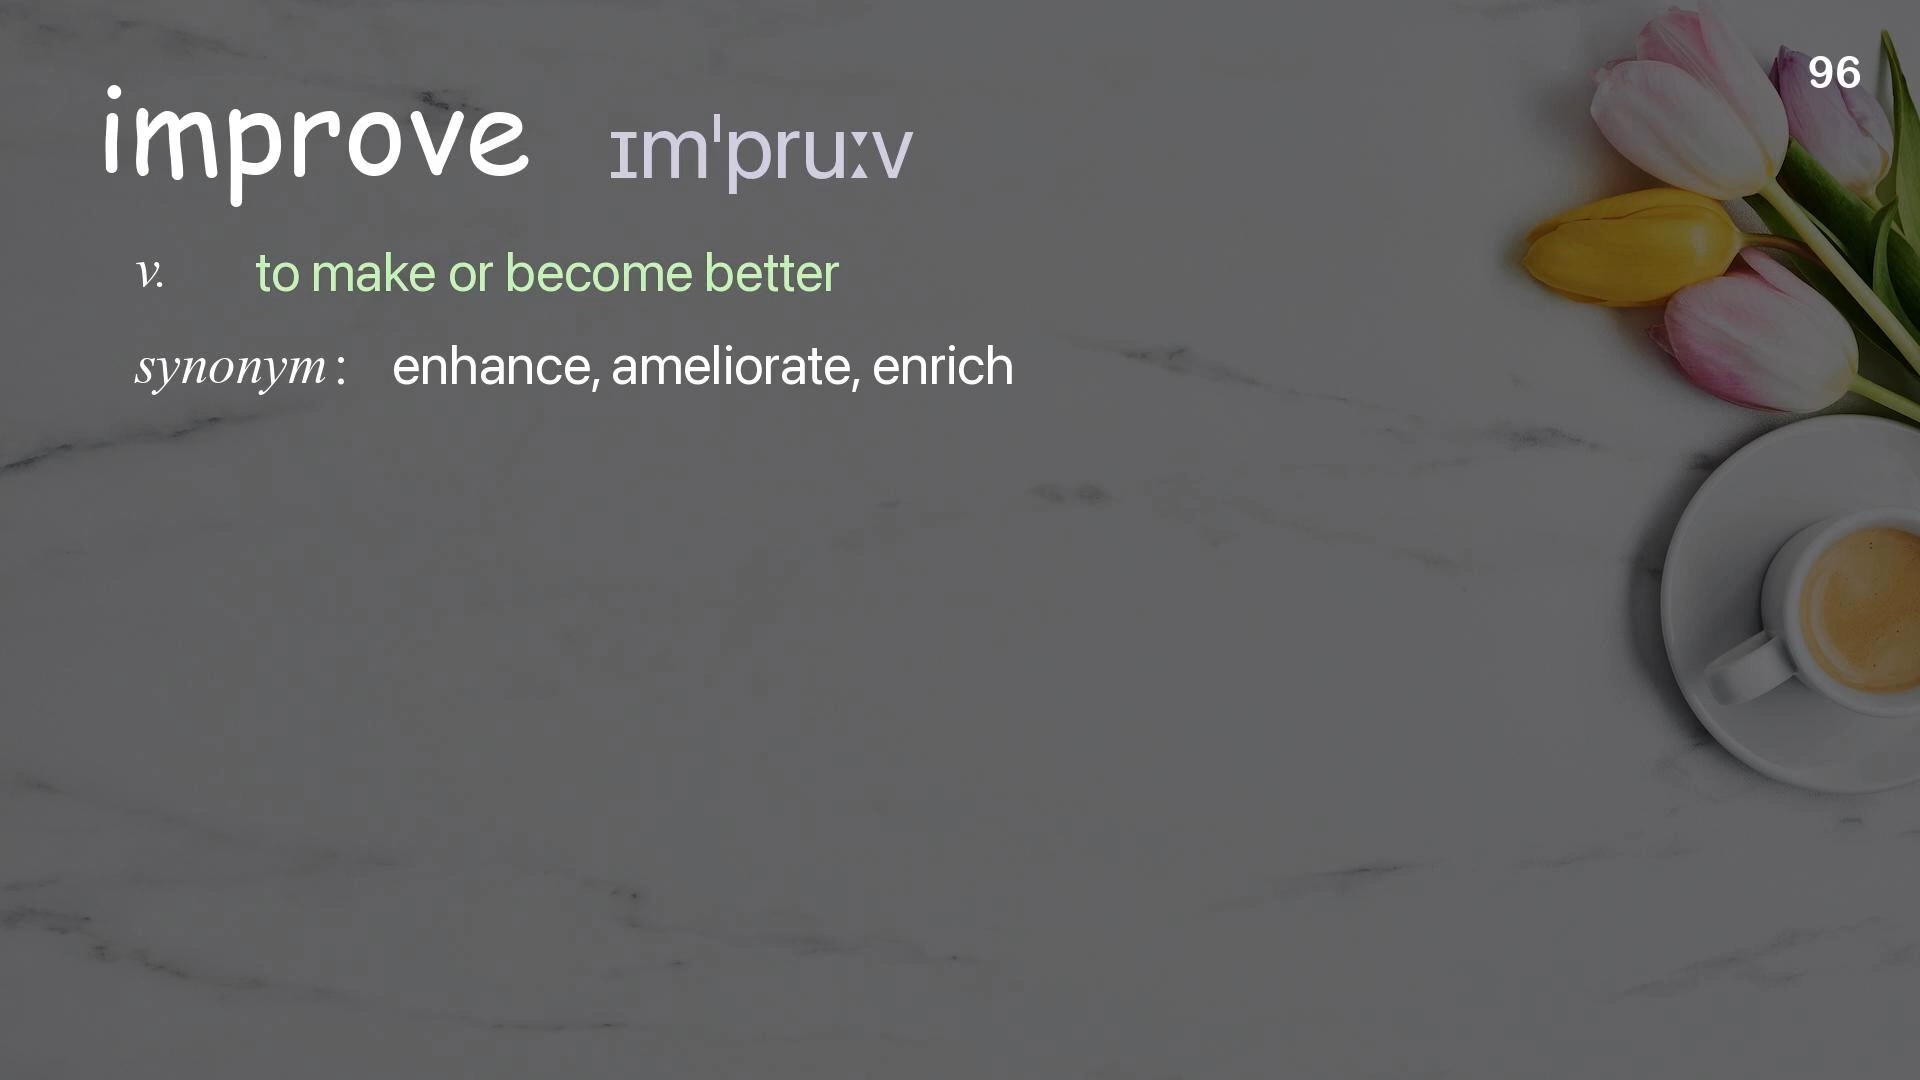 96
improve ɪmˈpruːv
v. to make or become better
synonym: enhance, ameliorate, enrich